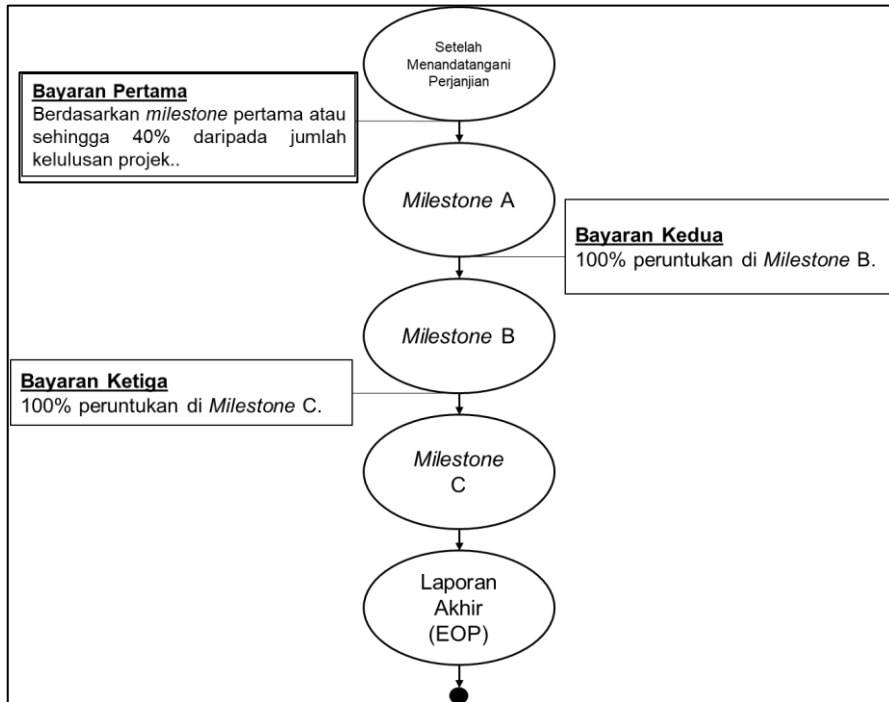 Setelah
Menandatangani
Perjanjian
Bayaran Pertama
Berdasarkan milestone pertama atau
sehingga 40% daripada jumlah
kelulusan projek..
Milestone A
Bayaran Kedua
100% peruntukan di Milestone B.
Milestone B
Bayaran Ketiga
100% peruntukan di Milestone C.
Milestone
C
Laporan
Akhir
(EOP)